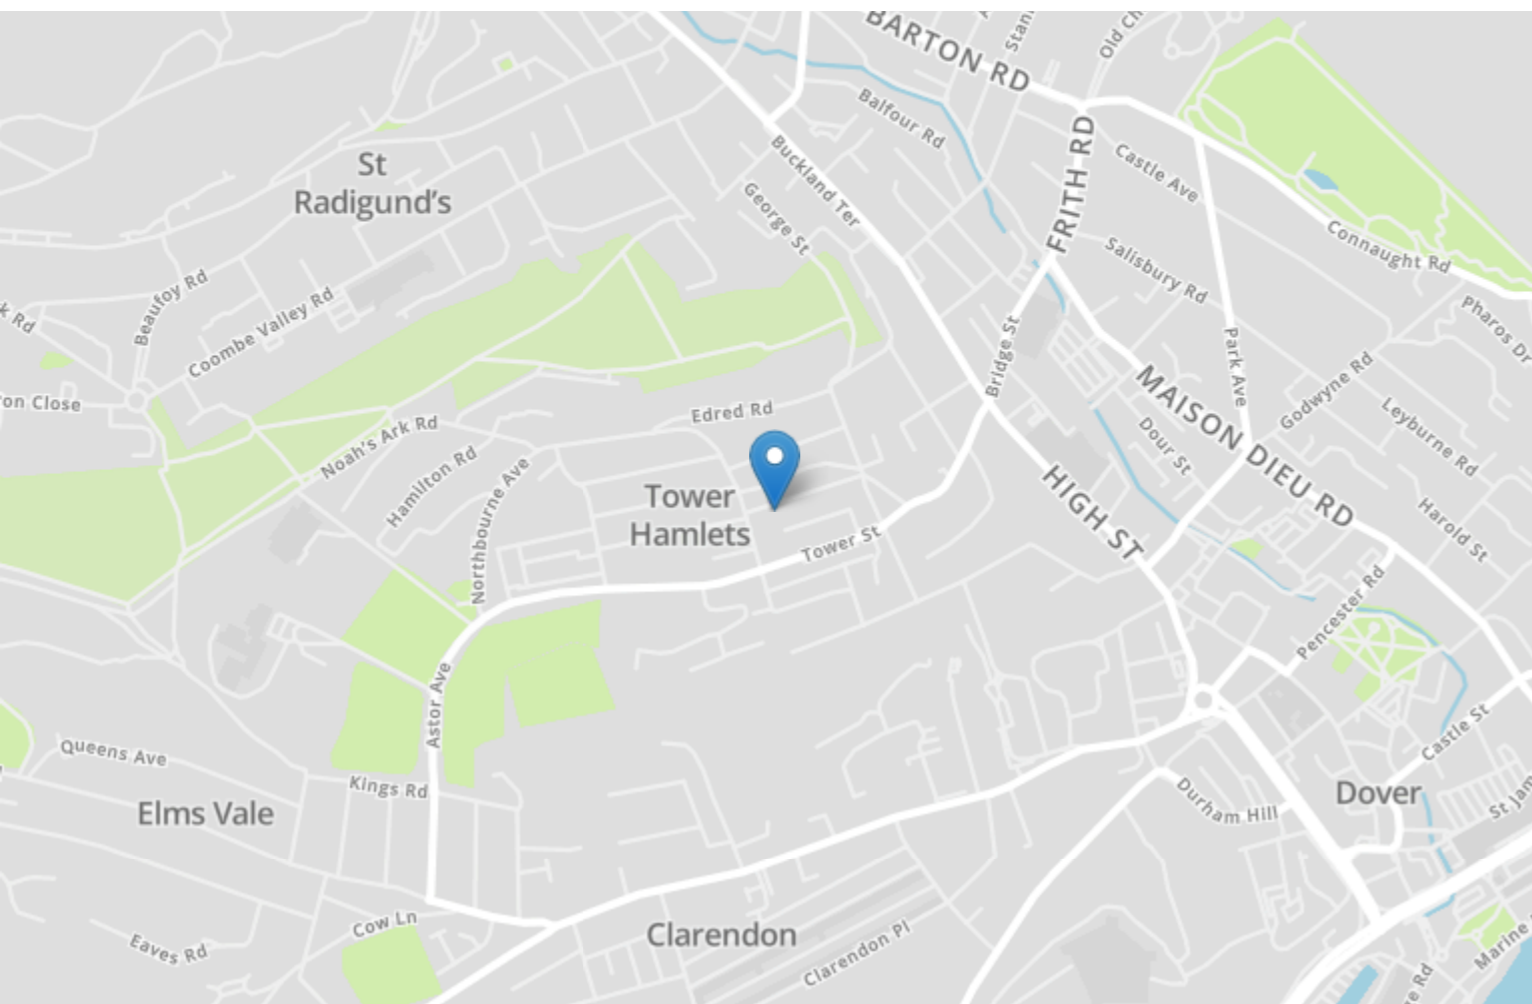 BARTON RD
Old Ch
Balfour Rd
FRITH RD
Castle Ave
Buckland Ter
St
Radigund's
George St
Connaught Rd
Salisbury Rd
Beaufoy Rd
Coombe Valley Rd
k Rd
Pharos Dr
Bridge St
Park Ave
MAISON DIEU RD
Godwyne Rd
Leyburne Rd
on Close
Edred Rd
Noah's Ark Rd
Hamilton Rd
Northbourne Ave
Dour St
HIGH ST
Tower
Hamlets
Harold St
Tower St
Pencester Rd
Astor Ave
Castle St
Queens Ave
Kings Rd
Elms Vale
Durham Hill
Dover
St Jam
Cow Ln
Clarendon
Eaves Rd
Clarendon Pl
Marine
e Rd